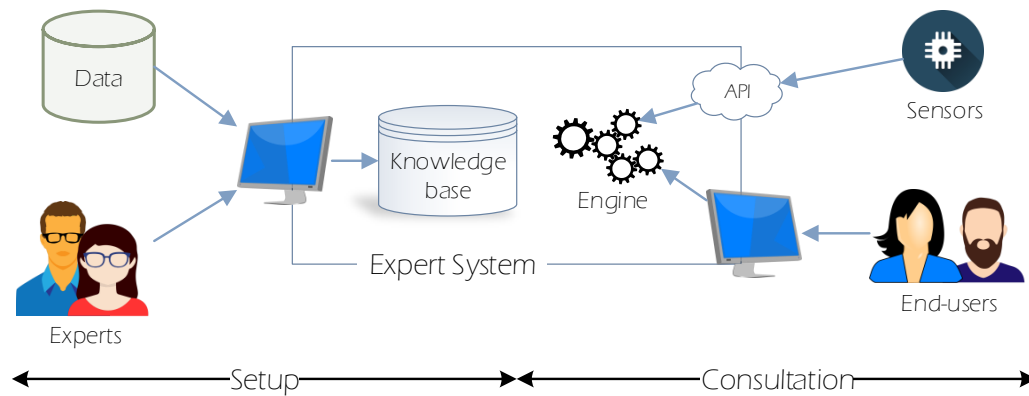 Data
API
Sensors
Knowledge
base
Engine
Expert System
Experts
End-users
Setup
Consultation